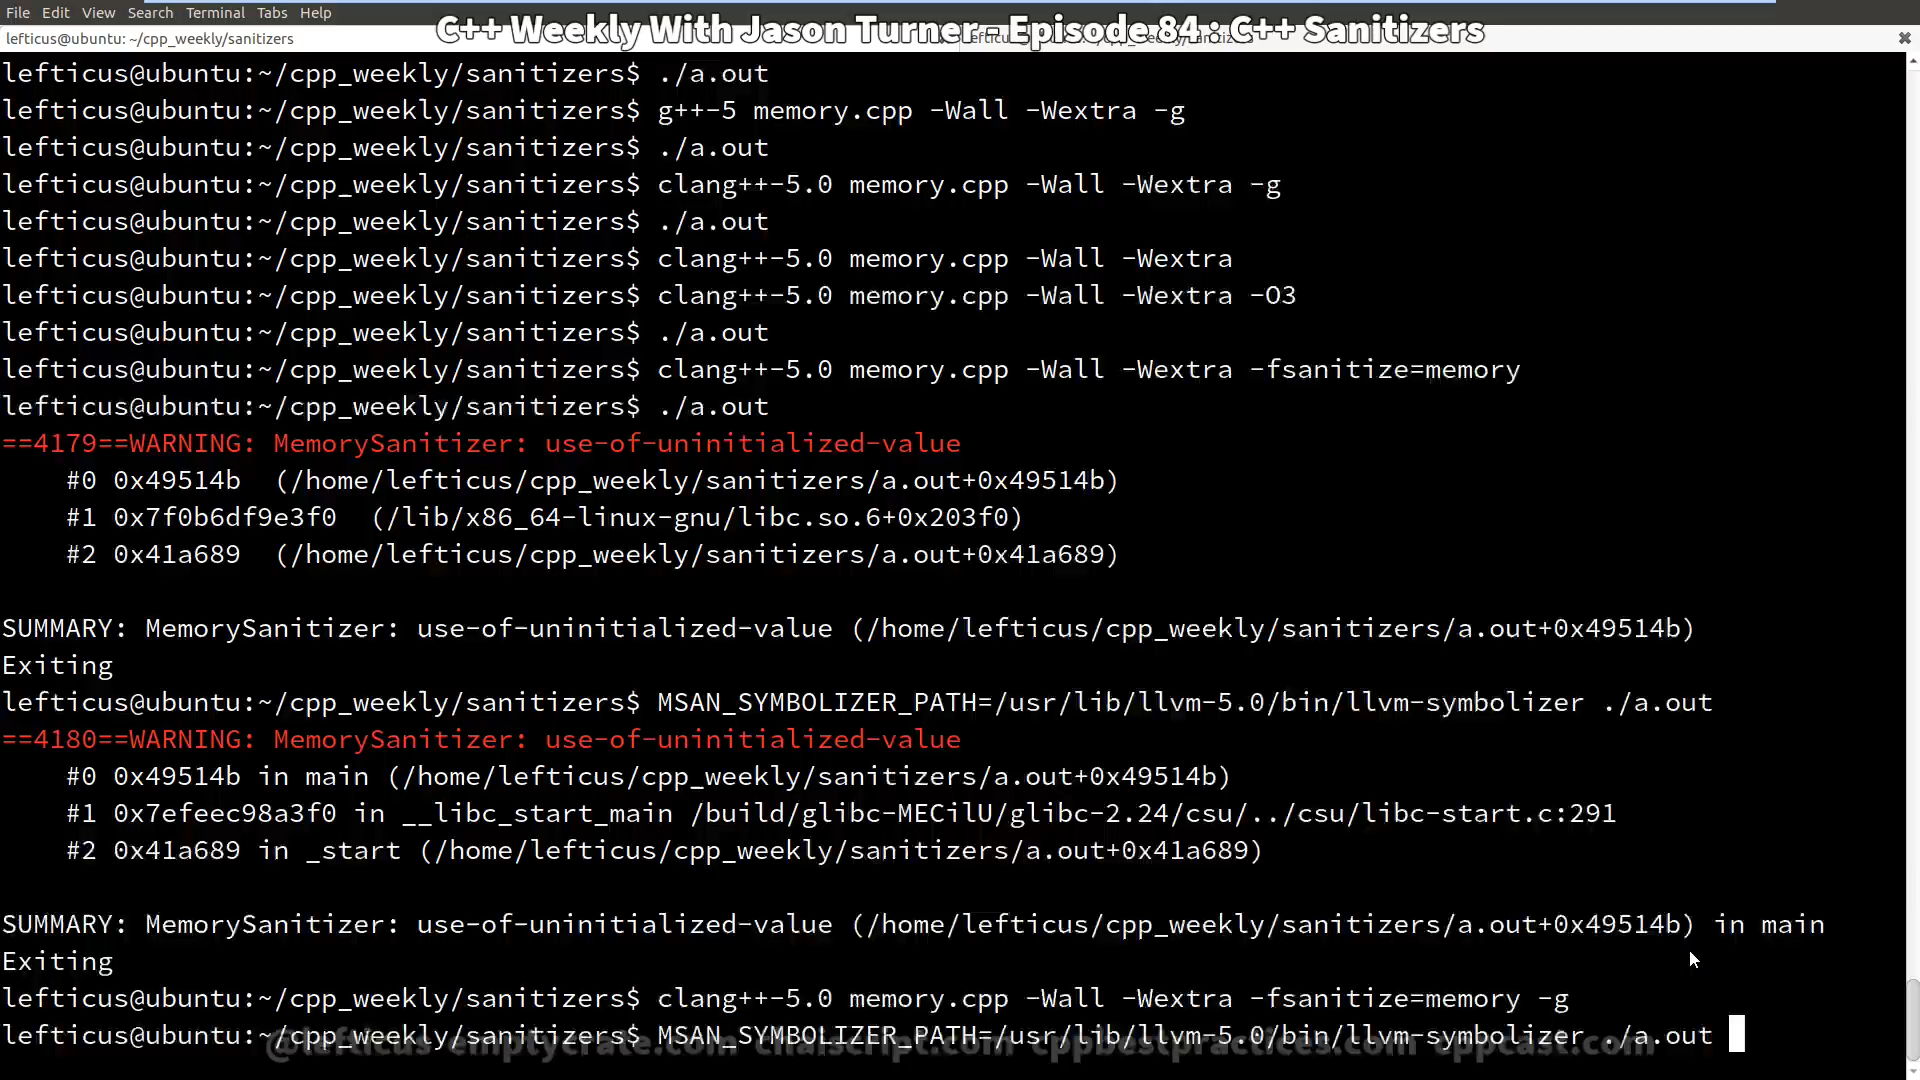 File Edit View Search Terminal Tabs Help
C++ Weekly With Jason Turner - Episode 84 : C++ Sanitizers
lefticus@ubuntu: ~/cpp_weekly/sanitizers
lefticus@ubuntu:~/cpp_weekly/sanitizers$ ./a.out
lefticus@ubuntu:~/cpp_weekly/sanitizers$ g++-5 memory.cpp -Wall -Wextra -g
lefticus@ubuntu:~/cpp_weekly/sanitizers$ ./a.out
lefticus@ubuntu:~/cpp_weekly/sanitizers$ clang++-5.0 memory.cpp -Wall -Wextra -g
lefticus@ubuntu:~/cpp_weekly/sanitizers$ ./a.out
lefticus@ubuntu:~/cpp_weekly/sanitizers$ clang++-5.0 memory.cpp -Wall -Wextra
lefticus@ubuntu:~/cpp_weekly/sanitizers$ clang++-5.0 memory.cpp -Wall -Wextra -O3
lefticus@ubuntu:~/cpp_weekly/sanitizers$ ./a.out
lefticus@ubuntu:~/cpp_weekly/sanitizers$ clang++-5.0 memory.cpp -Wall -Wextra -fsanitize=memory
lefticus@ubuntu:~/cpp_weekly/sanitizers$ ./a.out
==4179==WARNING: MemorySanitizer: use-of-uninitialized-value
#0 0x49514b (/home/lefticus/cpp_weekly/sanitizers/a.out+0x49514b)
#1 0x7f0b6df9e3f0 (/lib/x86_64-linux-gnu/libc.so.6+0x203f0)
#2 0x41a689 (/home/lefticus/cpp_weekly/sanitizers/a.out+0x41a689)
SUMMARY: MemorySanitizer: use-of-uninitialized-value (/home/lefticus/cpp_weekly/sanitizers/a.out+0x49514b)
Exiting
lefticus@ubuntu:~/cpp_weekly/sanitizers$ MSAN_SYMBOLIZER_PATH=/usr/lib/llvm-5.0/bin/llvm-symbolizer ./a.out
==4180==WARNING: MemorySanitizer: use-of-uninitialized-value
#0 0x49514b in main (/home/lefticus/cpp_weekly/sanitizers/a.out+0x49514b)
#1 0x7efeec98a3f0 in __libc_start_main /build/glibc-MECilU/glibc-2.24/csu/../csu/libc-start.c:291
#2 0x41a689 in _start (/home/lefticus/cpp_weekly/sanitizers/a.out+0x41a689)
SUMMARY: MemorySanitizer: use-of-uninitialized-value (/home/lefticus/cpp_weekly/sanitizers/a.out+0x49514b) in main
Exiting
lefticus@ubuntu:~/cpp_weekly/sanitizers$ clang++-5.0 memory.cpp -Wall -Wextra -fsanitize=memory -g
lefticus@ubuntu:~/cpp_weekly/sanitizers$ MSAN_SYMBOLIZER_PATH=/usr/lib/llvm-5.0/bin/llvm-symbolizer ./a.out
@lefticus emptycrate.com chaiscript.com cppbestpractices.com cppcast.com